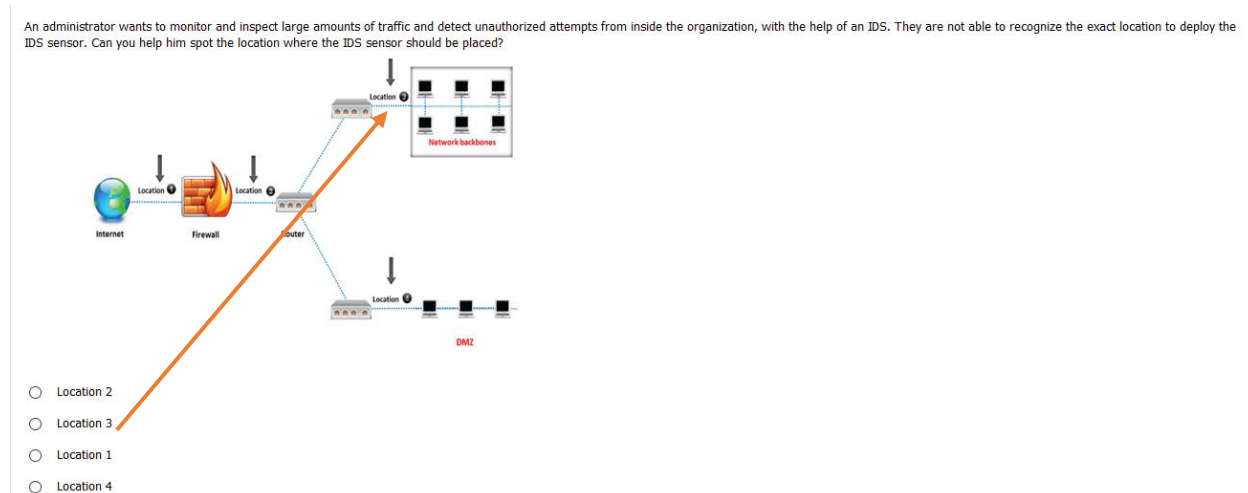 An administrator wants to monitor and inspect large amounts of traffic and detect unauthorized attempts from inside the organization, with the help of an IDS. They are not able to recognize the exact location to deploy the
IDS sensor. Can you help him spot the location where the IDS sensor should be placed?
Location 3
Network backbones
Location 1
Location 2
Internet
Firewall
Router
Location 4
DMZ
Location 2
Location 3
Location 1
Location 4